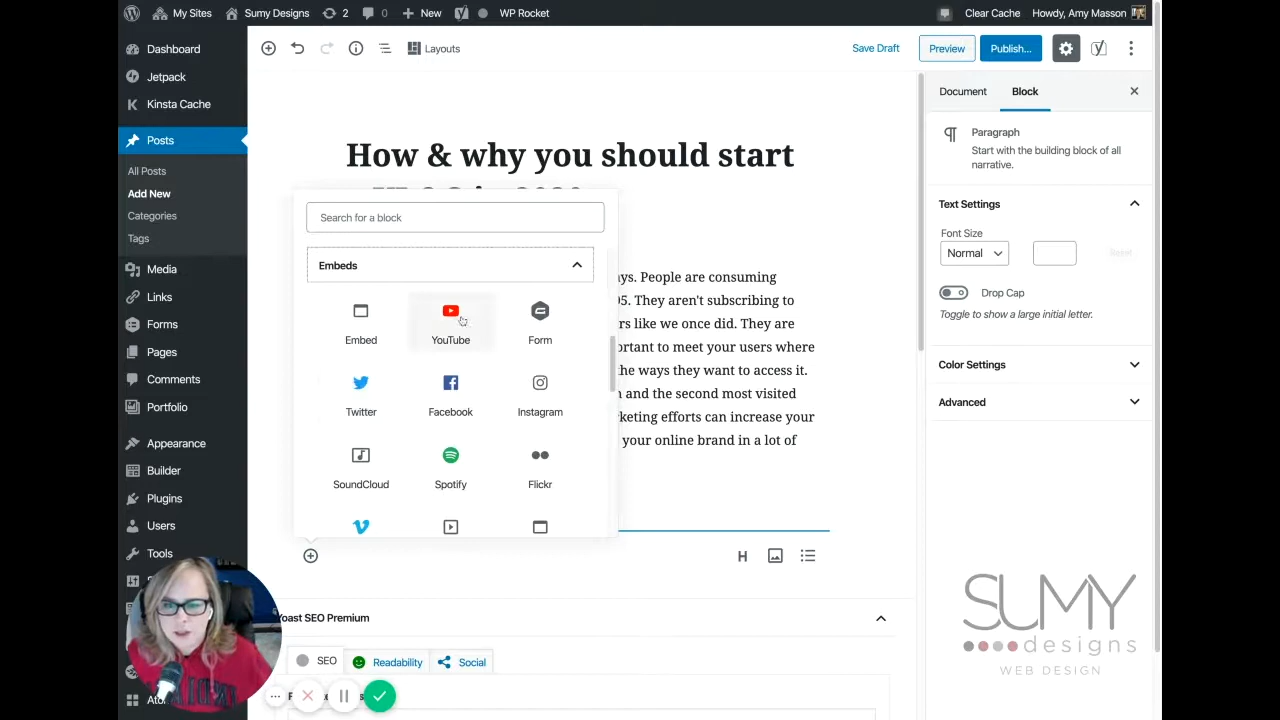 My Sites
Sumy Designs
2
0
New
WP Rocket
Clear Cache
Howdy, Amy Masson
Dashboard
Jetpack
Kinsta Cache
Posts
All Posts
Add New
Categories
Tags
Media
Links
Forms
Pages
Comments
Portfolio
Appearance
Builder
Plugins
Users
Tools
Layouts
Save Draft
Preview
Publish...
How & why you should start
Search for a block
Embeds
Embed
YouTube
Form
Twitter
Facebook
Instagram
SoundCloud
Spotify
Flickr
People are consuming
They aren't subscribing to
like we once did. They are
to meet your users where
the ways they want to access it.
and the second most visited
efforts can increase your
your online brand in a lot of
H
Yoast SEO Premium
SEO
Readability
Social
Document
Block
Paragraph
Start with the building block of all
narrative.
Text Settings
Font Size
Normal
Reset
Drop Cap
Toggle to show a large initial letter.
Color Settings
Advanced
SUMY
designs
WEB DESIGN